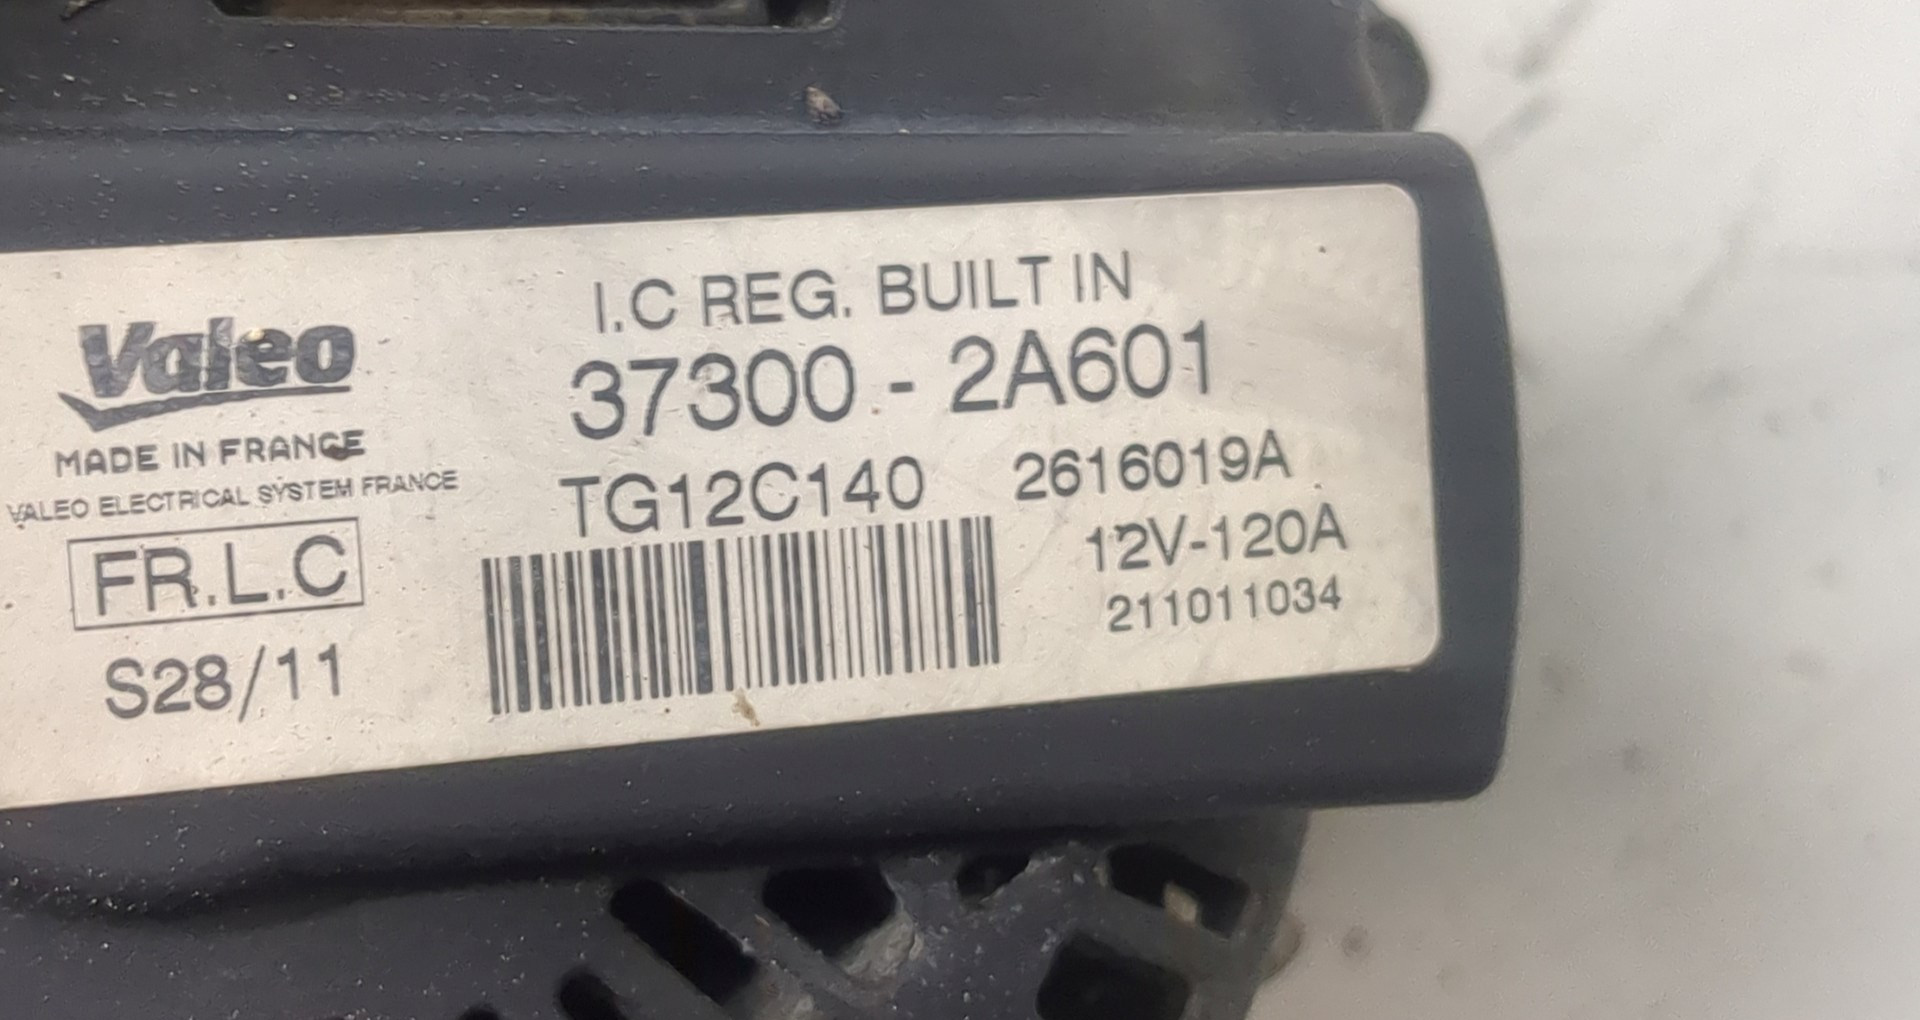 Valeo
MADE IN FRANCE
VALEO ELECTRICAL SYSTEM FRANCE
FR.L.C
S28/11
I.C REG. BUILT IN
37300 - 2A601
TG12C140 2616019A
12V-120A
211011034